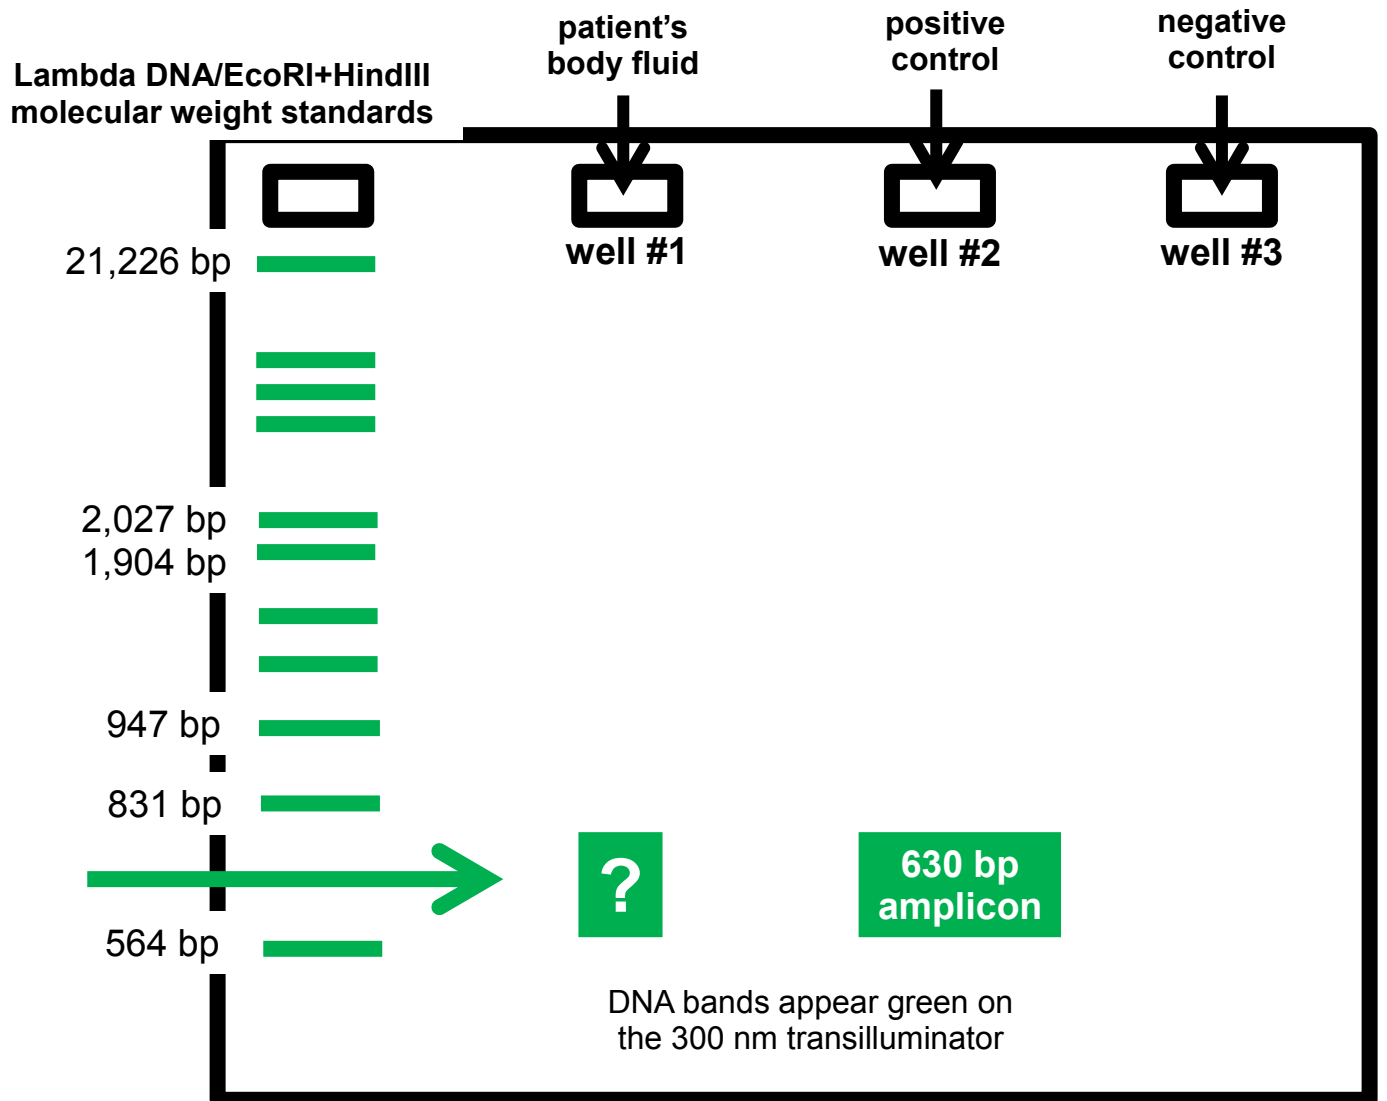 patient's
body fluid
positive
control
negative
control
Lambda DNA/EcoRI+HindIII
molecular weight standards
well #1
well #2
well #3
21,226 bp
2,027 bp
1,904 bp
947 bp
831 bp
?
630 bp
amplicon
564 bp
DNA bands appear green on
the 300 nm transilluminator